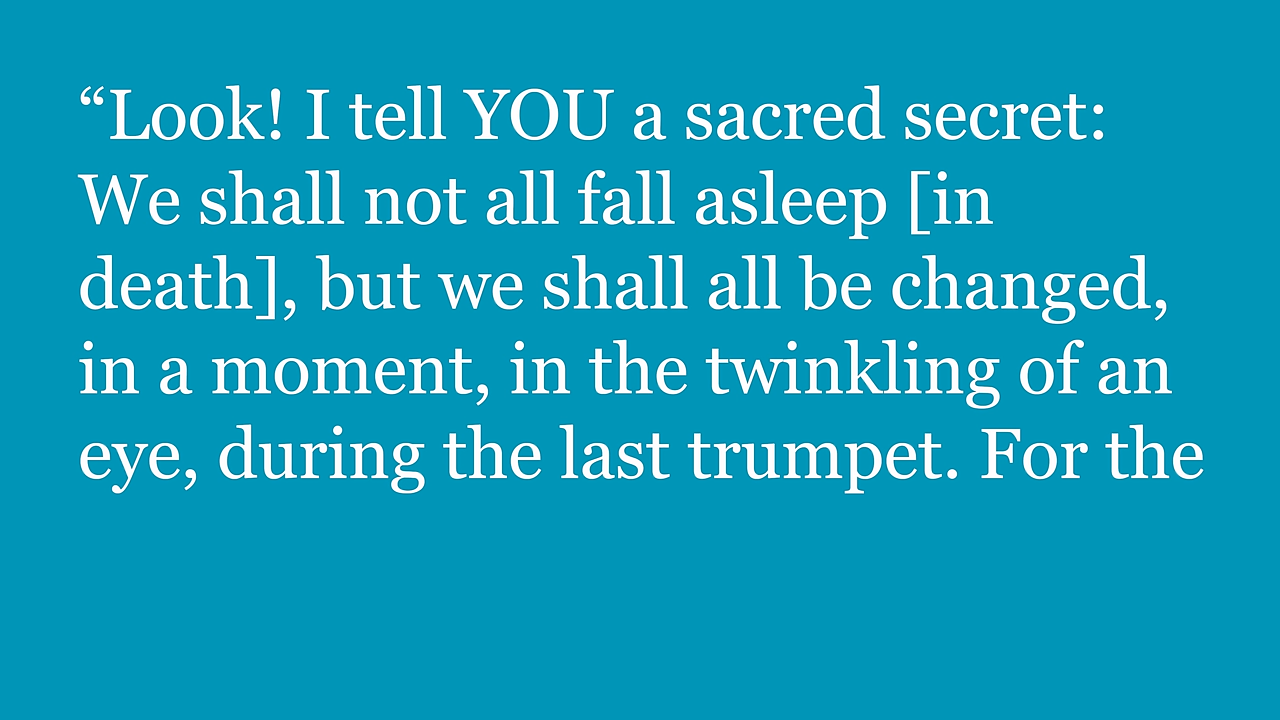 “Look! I tell YOU a sacred secret:
We shall not all fall asleep [in
death], but we shall all be changed,
in a moment, in the twinkling of an
eye, during the last trumpet. For the